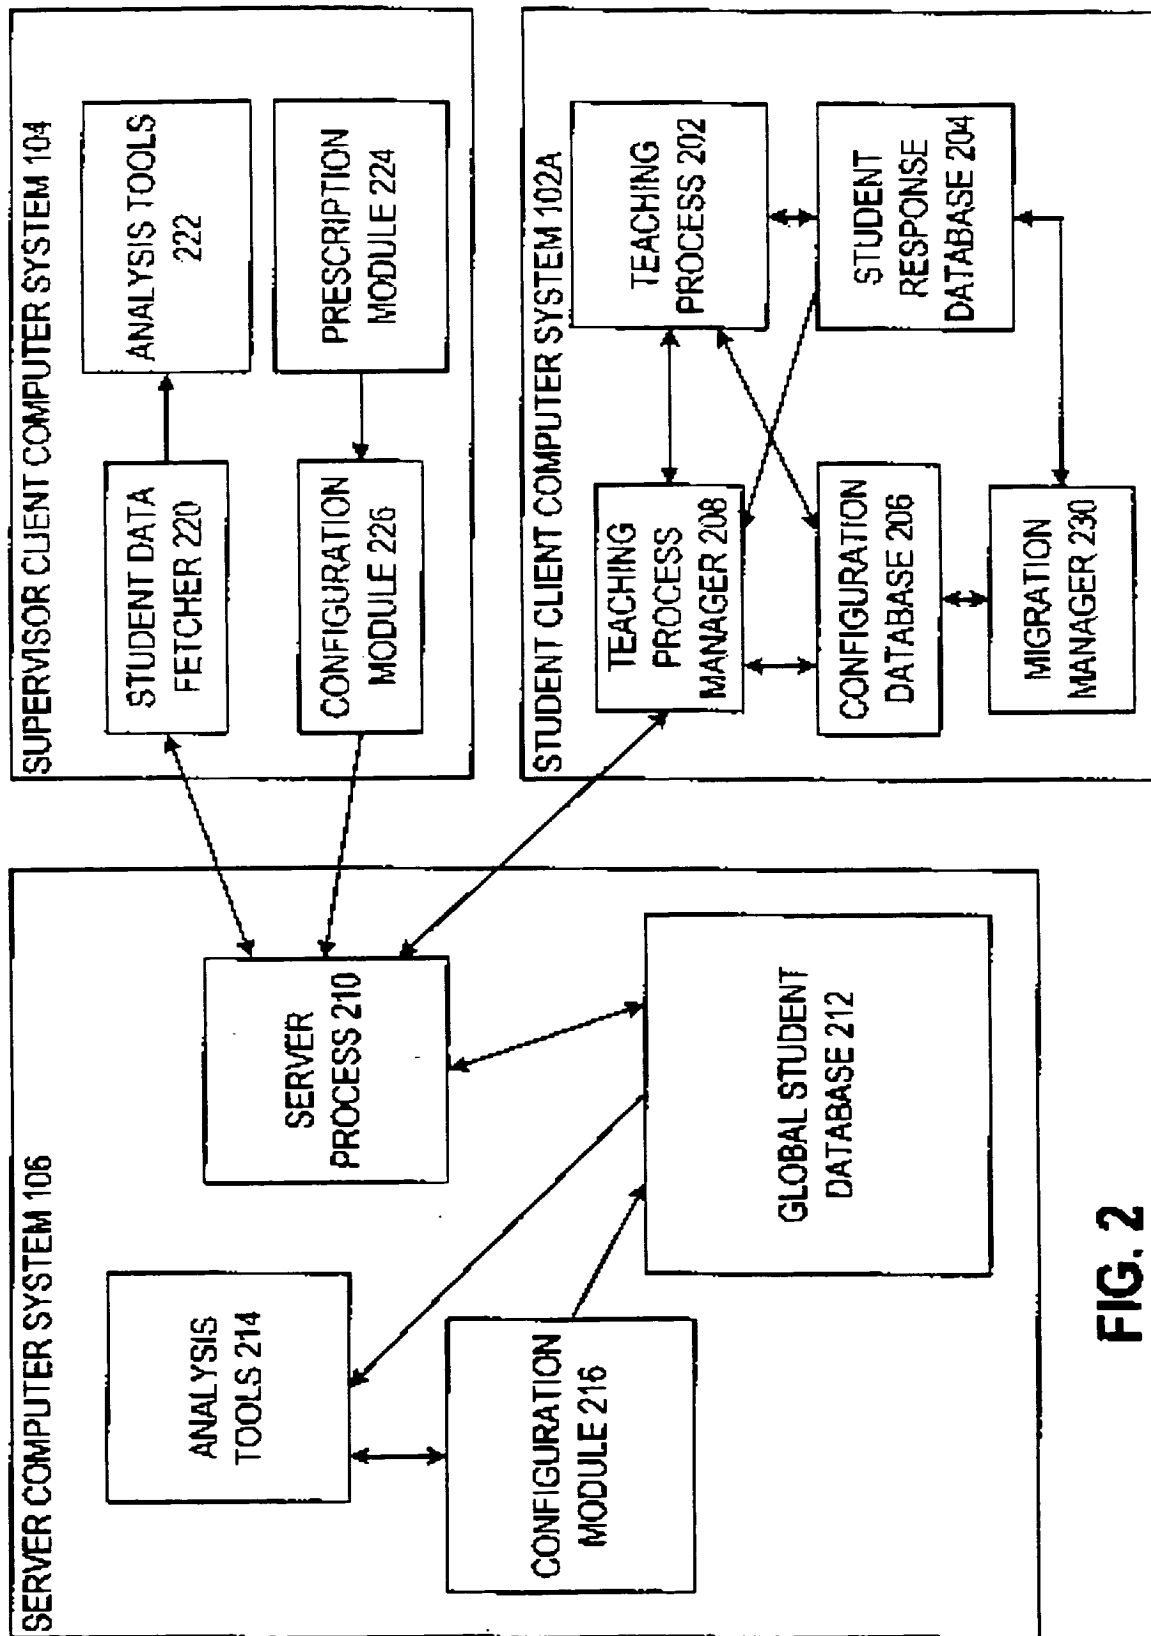 SERVER COMPUTER SYSTEM 106
ANALYSIS
TOOLS 214
CONFIGURATION
MODULE 216
SERVER
PROCESS 210
GLOBAL STUDENT
DATABASE 212
SUPERVISOR CLIENT COMPUTER SYSTEM 104
STUDENT DATA
FETCHER 220
ANALYSIS TOOLS
222
CONFIGURATION
MODULE 226
PRESCRIPTION
MODULE 224
STUDENT CLIENT COMPUTER SYSTEM 102A
TEACHING
PROCESS
MANAGER 208
TEACHING
PROCESS 202
CONFIGURATION
DATABASE 206
STUDENT
RESPONSE
DATABASE 204
MIGRATION
MANAGER 230
FIG. 2